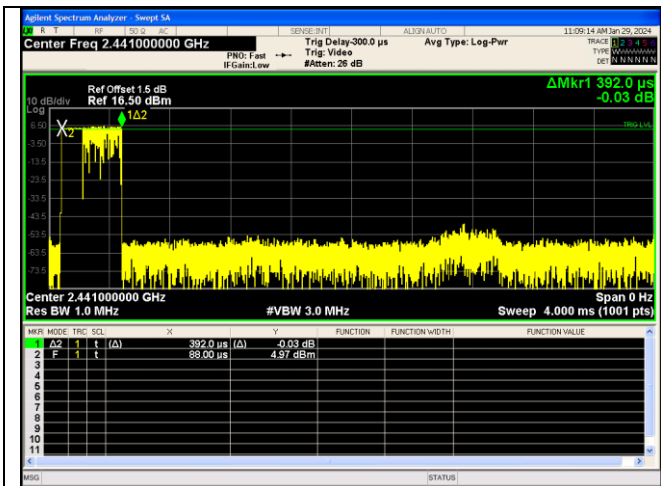 Agilent Spectrum Analyzer - Swept SA
R T RF 50 Ω AC SENSE:INT ALIGN AUTO 11:09:14 AM Jan 29, 2024
Center Freq 2.441000000 GHz
PNO: Fast
IFGain:Low
Trig Delay-300.0 µs
Trig: Video
#Atten: 26 dB
Avg Type: Log-Pwr
TRACE 1 2 3 4 5 6
TYPE WWWWWW
DET N N N N N N
ΔMkr1 392.0 µs
-0.03 dB
Ref Offset 1.5 dB
10 dB/div Ref 16.50 dBm
Log
1Δ2
6.50
X2
TRIG LVL
-3.50
-13.5
-23.5
-33.5
-43.5
-53.5
-63.5
-73.5
Center 2.441000000 GHz Span 0 Hz
Res BW 1.0 MHz #VBW 3.0 MHz Sweep 4.000 ms (1001 pts)
MKR MODE TRC SCL X Y FUNCTION FUNCTION WIDTH FUNCTION VALUE
1 Δ2 1 t (Δ) 392.0 µs (Δ) -0.03 dB
2 F 1 t 88.00 µs 4.97 dBm
3
4
5
6
7
8
9
10
11
MSG STATUS